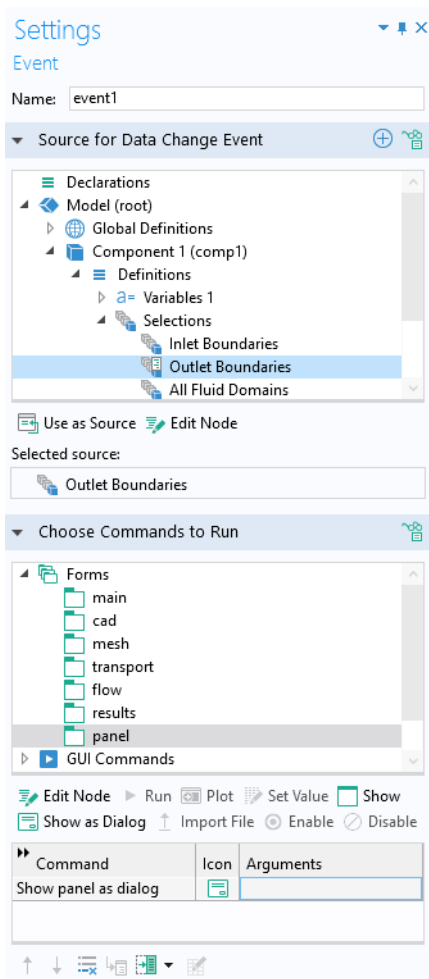 Settings
Event
Name: event1
Source for Data Change Event
Declarations
Model (root)
Global Definitions
Component 1 (comp1)
Definitions
a= Variables 1
Selections
Inlet Boundaries
Outlet Boundaries
All Fluid Domains
Use as Source Edit Node
Selected source:
Outlet Boundaries
Choose Commands to Run
Forms
main
cad
mesh
transport
flow
results
panel
GUI Commands
Edit Node Run Plot Set Value Show
Show as Dialog Import File Enable Disable
Command Icon Arguments
Show panel as dialog